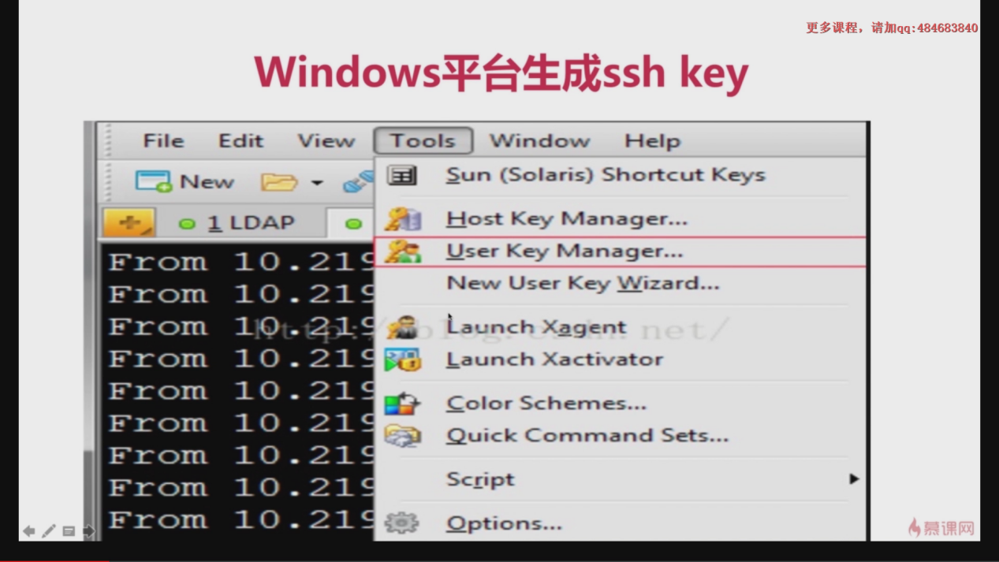 更多课程，请加qq:484683840
Windows平台生成ssh key
File Edit View Tools Window Help
New
Sun (Solaris) Shortcut Keys
1 LDAP
Host Key Manager...
From 10.219
User Key Manager...
From 10.219
New User Key Wizard...
From 10.219
Launch Xagent
From 10.219
Launch Xactivator
From 10.219
Color Schemes...
From 10.219
Quick Command Sets...
From 10.219
Script
From 10.219
Options...
From 10.219
慕课网